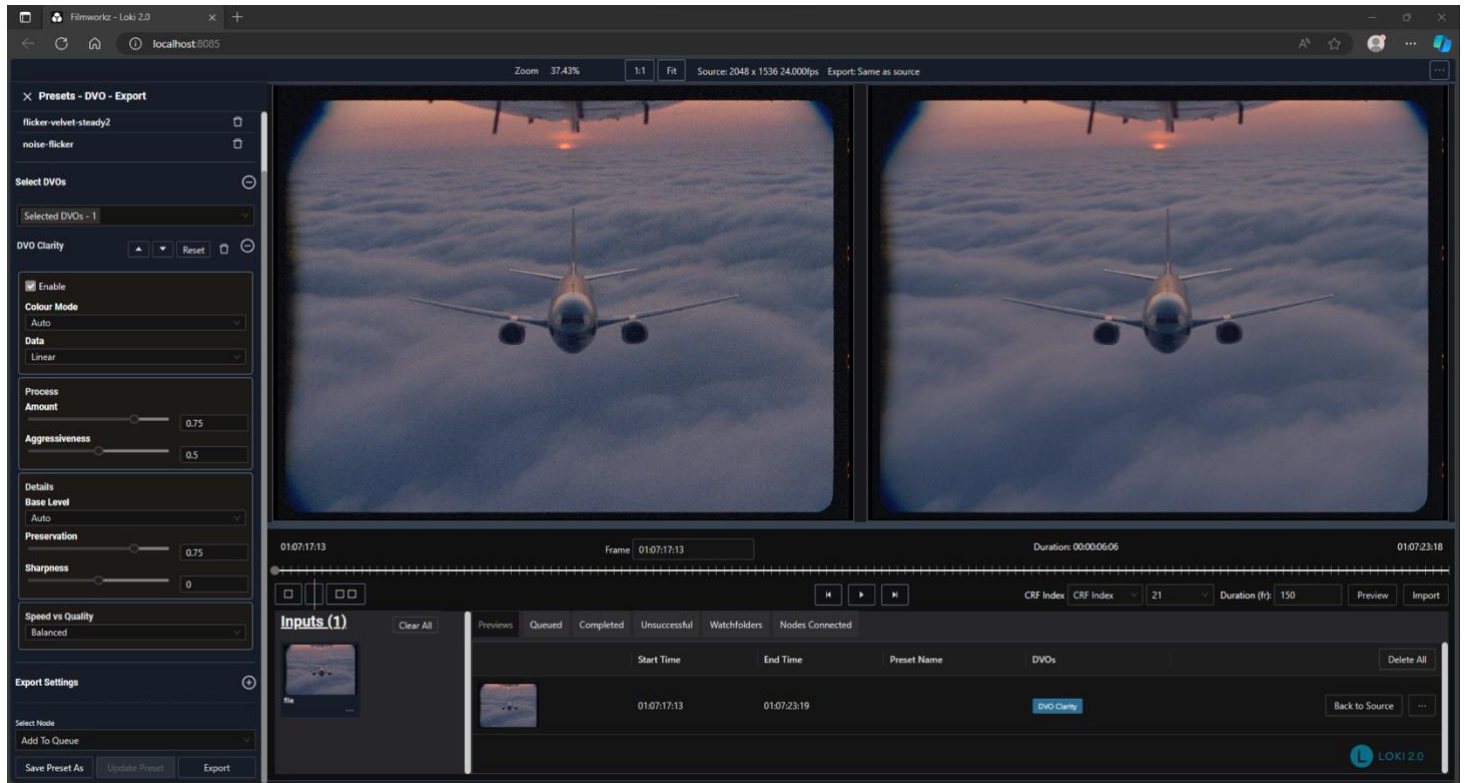 Filmworkz - Loki 2.0
localhost:8085
Zoom 37.43% 1:1 Fit Source: 2048 x 1536 24.000fps Export: Same as source
Presets - DVO - Export
flicker-velvet-steady2
noise-flicker
Select DVOs
Selected DVOs - 1
DVO Clarity Reset
Enable
Colour Mode
Auto
Data
Linear
Process
Amount
0.75
Aggressiveness
0.5
Details
Base Level
Auto
Preservation
0.75
Sharpness
0
Speed vs Quality
Balanced
Export Settings
Select Node
Add To Queue
Save Preset As Update Preset Export
01:07:17:13 Frame 01:07:17:13 Duration: 00:00:06:06 01:07:23:18
CRF Index CRF Index 21 Duration (fr): 150 Preview Import
Inputs (1) Clear All
file
Previews Queued Completed Unsuccessful Watchfolders Nodes Connected
Start Time End Time Preset Name DVOs Delete All
01:07:17:13 01:07:23:19 DVO Clarity Back to Source
L LOKI 2.0